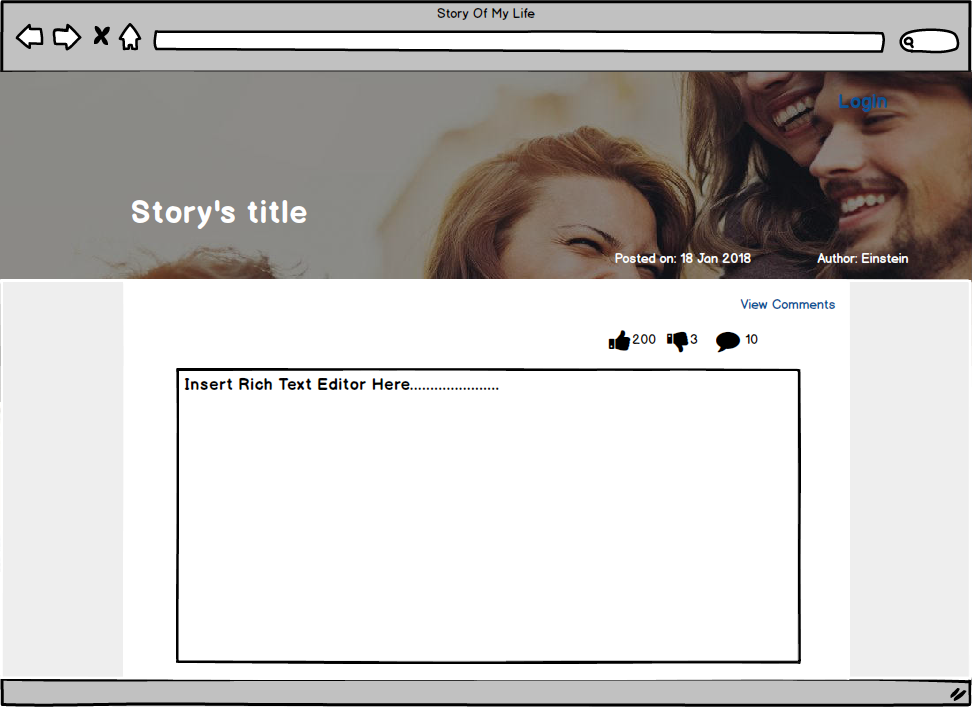 Story Of My Life
Login
Story's title
Posted on: 18 Jan 2018 Author: Einstein
View Comments
200 3 10
Insert Rich Text Editor Here......................